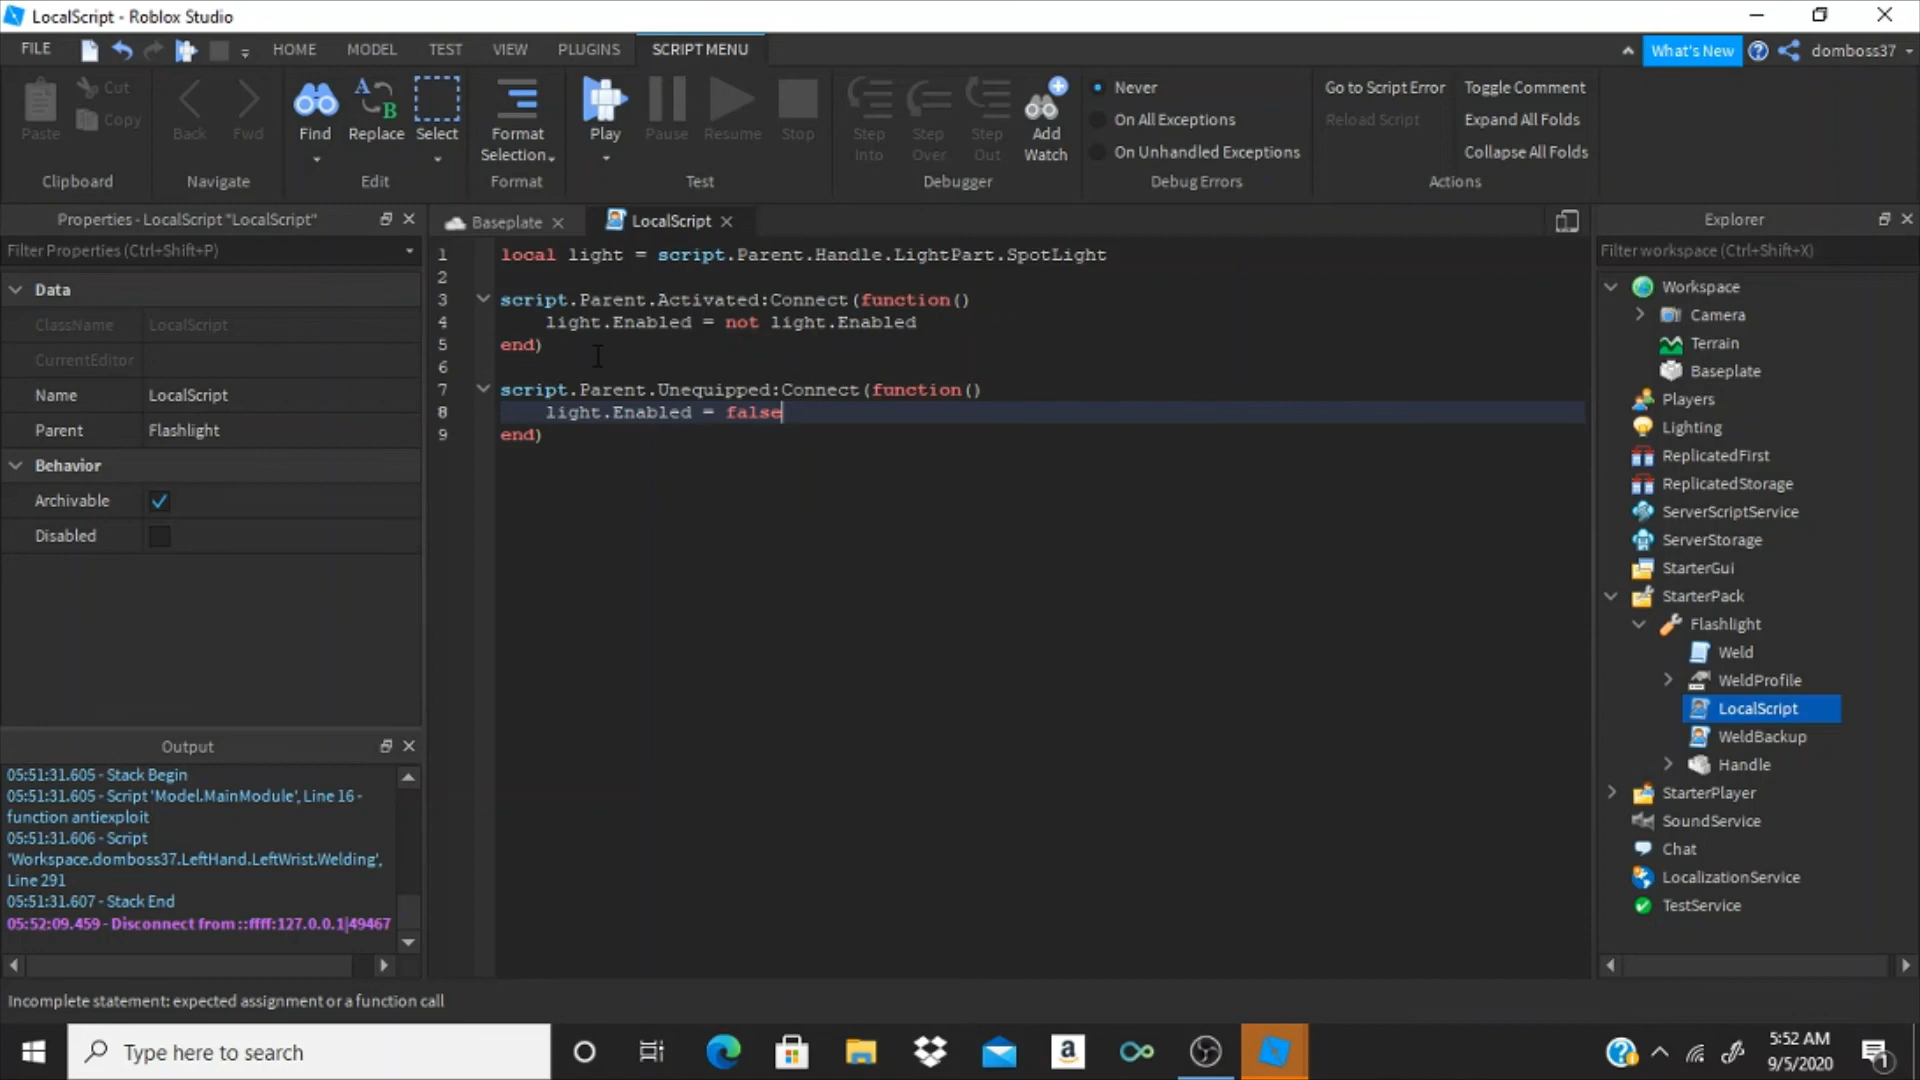 LocalScript - Roblox Studio
FILE
HOME
MODEL
TEST
VIEW
PLUGINS
SCRIPT MENU
What's New
domboss37
Paste
Cut
Copy
Clipboard
Back
Fwd
Navigate
Find
Replace
Select
Edit
Format
Selection
Format
Play
Pause
Resume
Stop
Test
Step
Into
Step
Over
Step
Out
Add
Watch
Debugger
Never
On All Exceptions
On Unhandled Exceptions
Debug Errors
Go to Script Error
Reload Script
Toggle Comment
Expand All Folds
Collapse All Folds
Actions
Properties - LocalScript "LocalScript"
Filter Properties (Ctrl+Shift+P)
Data
ClassName LocalScript
CurrentEditor
Name LocalScript
Parent Flashlight
Behavior
Archivable
Disabled
Output
05:51:31.605 - Stack Begin
05:51:31.605 - Script 'Model.MainModule', Line 16 -
function antiexploit
05:51:31.606 - Script
'Workspace.domboss37.LeftHand.LeftWrist.Welding',
Line 291
05:51:31.607 - Stack End
05:52:09.459 - Disconnect from ::ffff:127.0.0.1|49467
Baseplate
LocalScript
1 local light = script.Parent.Handle.LightPart.SpotLight
2
3 script.Parent.Activated:Connect(function()
4 light.Enabled = not light.Enabled
5 end)
6
7 script.Parent.Unequipped:Connect(function()
8 light.Enabled = false
9 end)
Explorer
Filter workspace (Ctrl+Shift+X)
Workspace
Camera
Terrain
Baseplate
Players
Lighting
ReplicatedFirst
ReplicatedStorage
ServerScriptService
ServerStorage
StarterGui
StarterPack
Flashlight
Weld
WeldProfile
LocalScript
WeldBackup
Handle
StarterPlayer
SoundService
Chat
LocalizationService
TestService
Incomplete statement: expected assignment or a function call
Type here to search
a
5:52 AM
9/5/2020
1